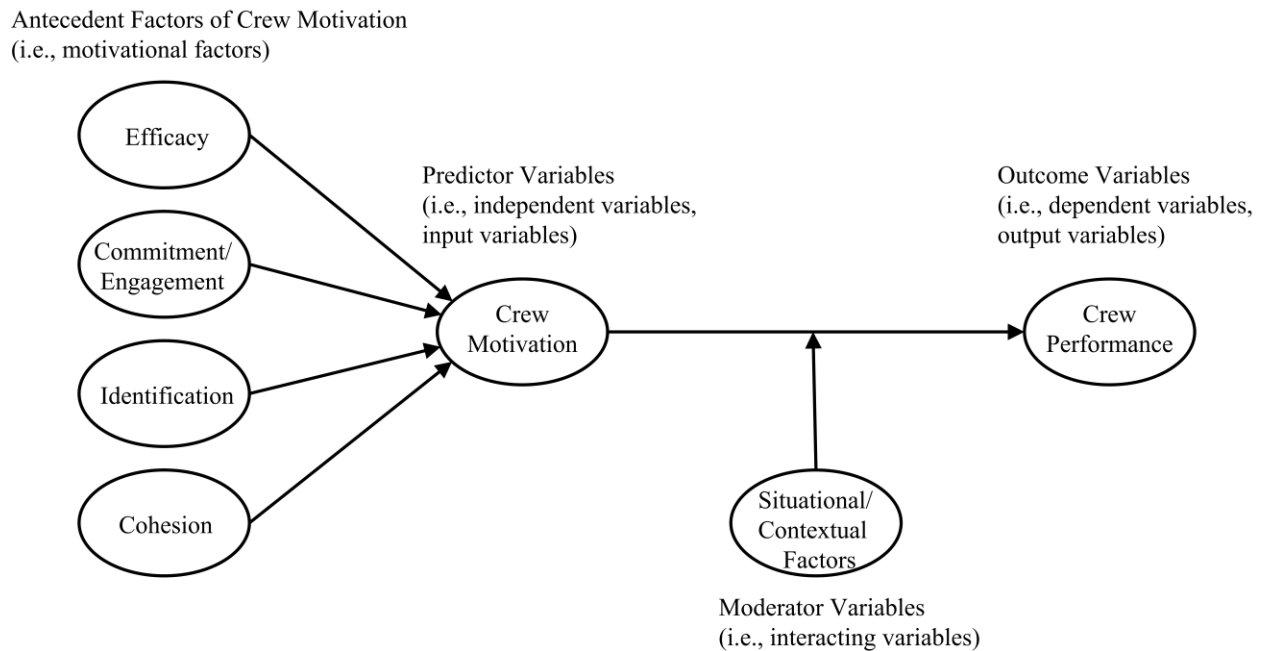 Antecedent Factors of Crew Motivation
(i.e., motivational factors)
Efficacy
Commitment/
Engagement
Identification
Cohesion
Predictor Variables
(i.e., independent variables,
input variables)
Crew
Motivation
Outcome Variables
(i.e., dependent variables,
output variables)
Crew
Performance
Situational/
Contextual
Factors
Moderator Variables
(i.e., interacting variables)